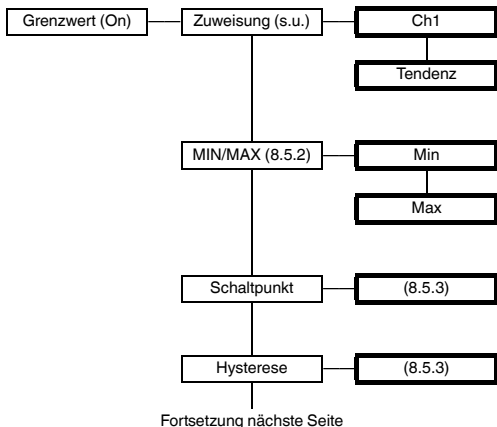 Grenzwert (On)
Zuweisung (s.u.)
Ch1
Tendenz
MIN/MAX (8.5.2)
Min
Max
Schaltpunkt
(8.5.3)
Hysterese
(8.5.3)
Fortsetzung nächste Seite